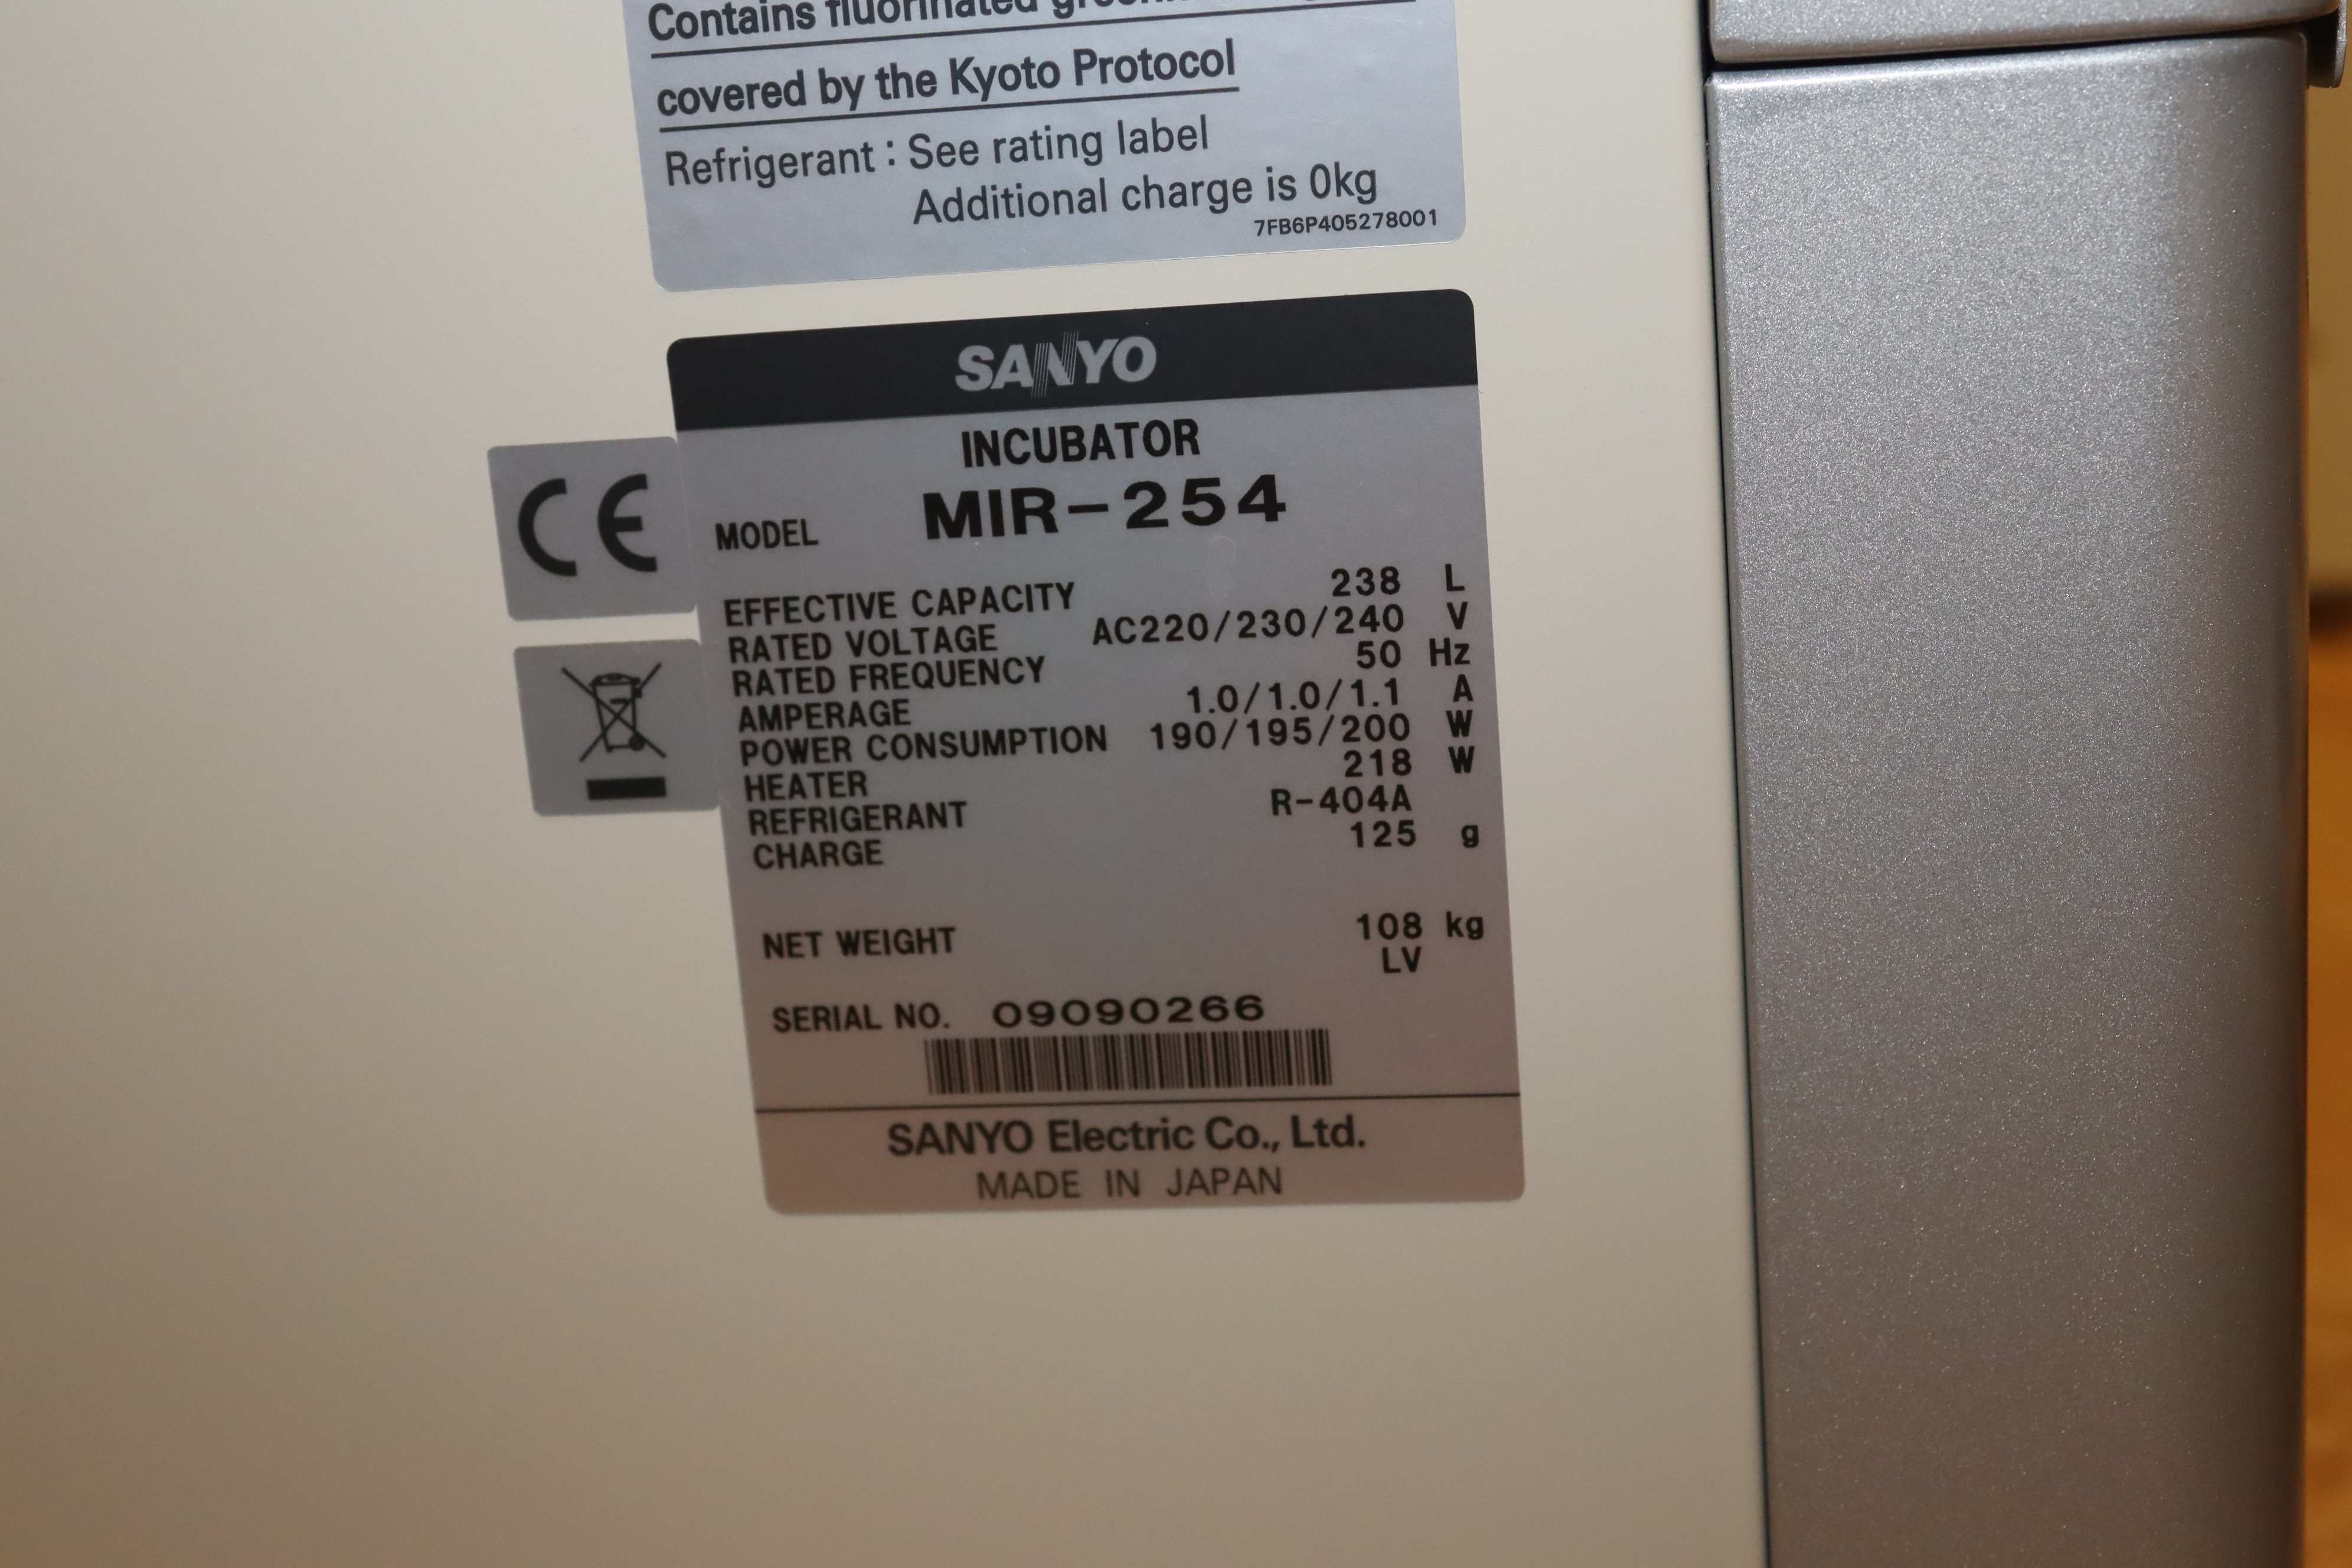 Contains fluorinated
covered by the Kyoto Protocol
Refrigerant : See rating label
Additional charge is 0kg
7FB6P405278001
SANYO
INCUBATOR
MODEL MIR-254
EFFECTIVE CAPACITY 238 L
RATED VOLTAGE AC220/230/240 V
RATED FREQUENCY 50 Hz
AMPERAGE 1.0/1.0/1.1 A
POWER CONSUMPTION 190/195/200 W
HEATER 218 W
REFRIGERANT R-404A
CHARGE 125 g
NET WEIGHT 108 kg
LV
SERIAL NO. 09090266
SANYO Electric Co., Ltd.
MADE IN JAPAN
CE